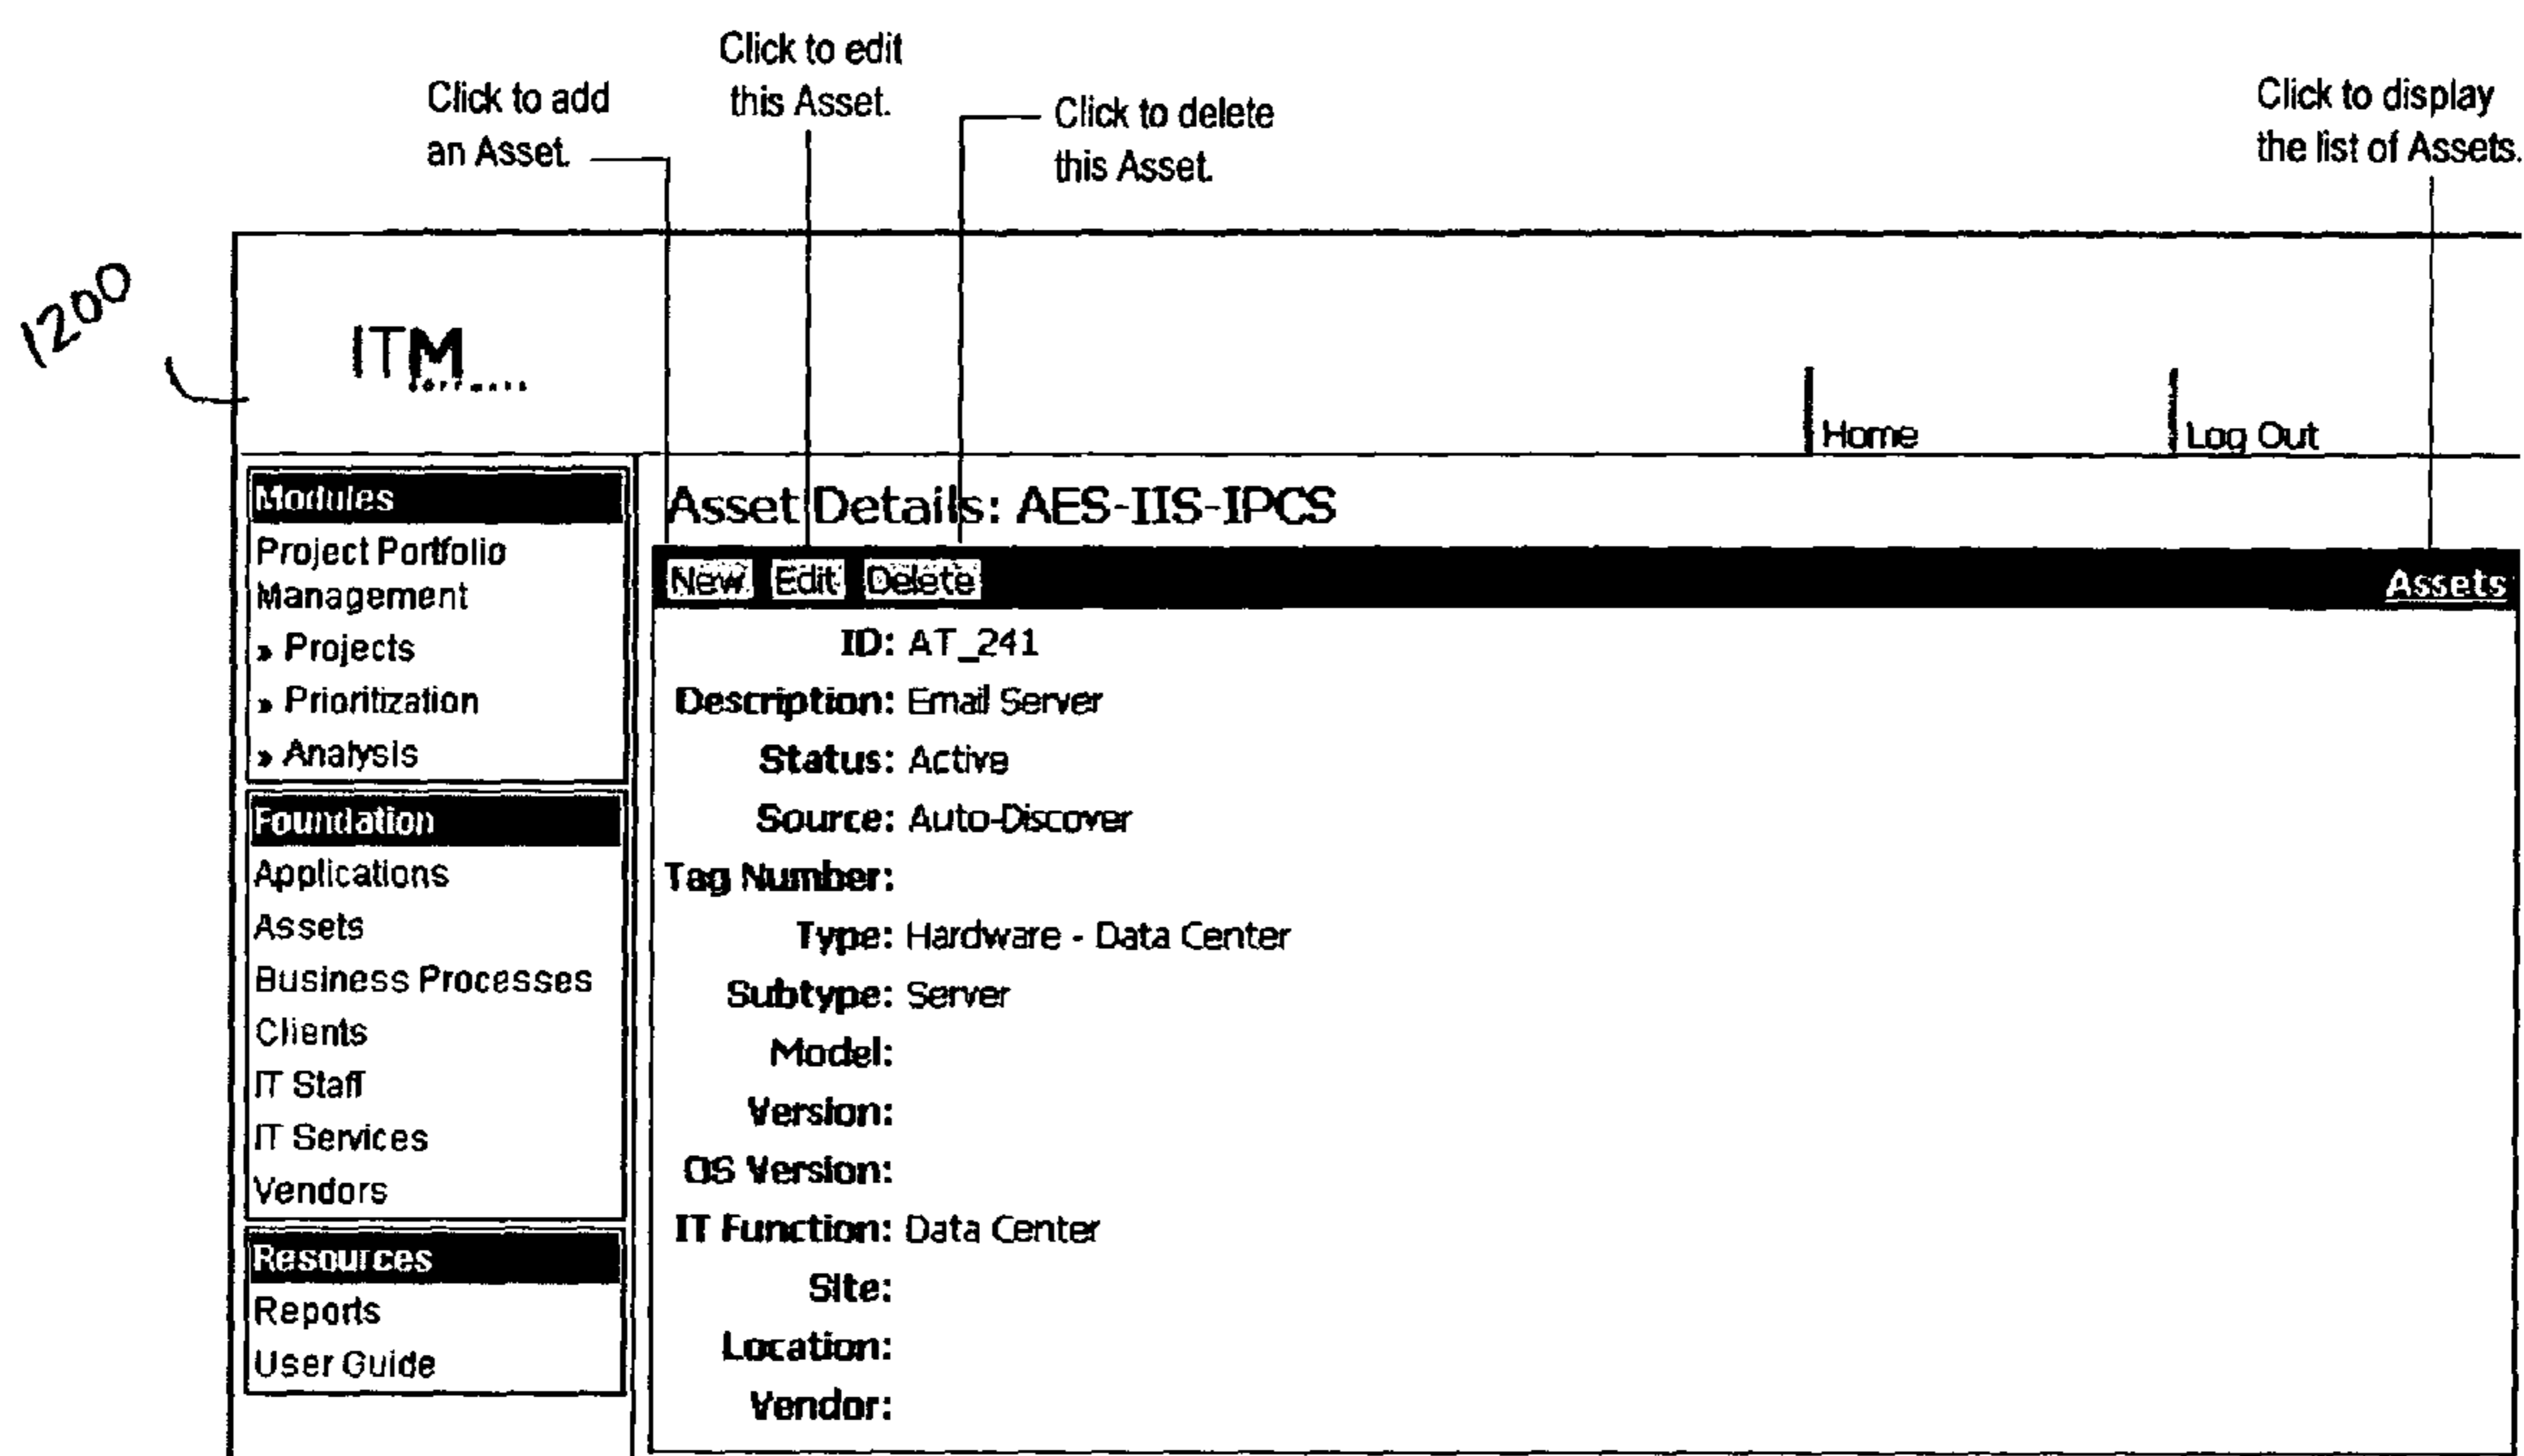 Click to add
an Asset.
Click to edit
this Asset.
Click to delete
this Asset.
Click to display
the list of Assets.
1200
ITM
SOFTWARE
Home
Log Out
Modules
Project Portfolio
Management
» Projects
» Prioritization
» Analysis
Foundation
Applications
Assets
Business Processes
Clients
IT Staff
IT Services
Vendors
Resources
Reports
User Guide
Asset Details: AES-IIS-IPCS
New Edit Delete Assets
ID: AT_241
Description: Email Server
Status: Active
Source: Auto-Discover
Tag Number:
Type: Hardware - Data Center
Subtype: Server
Model:
Version:
OS Version:
IT Function: Data Center
Site:
Location:
Vendor: